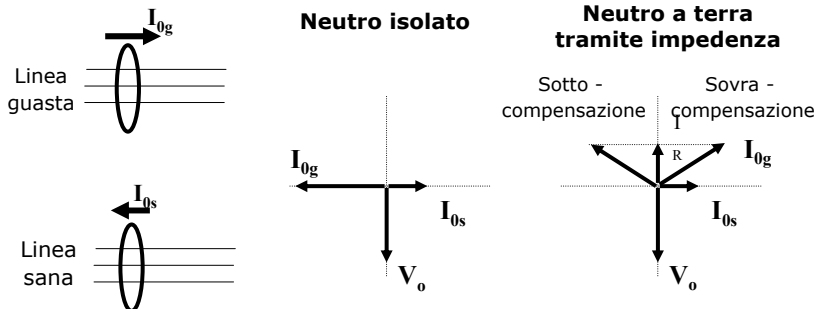 I0g
Linea
guasta
I0s
Linea
sana
Neutro isolato
I0g
I0s
Vo
Neutro a terra
tramite impedenza
Sotto -
compensazione
Sovra -
compensazione
I
R
I0g
I0s
Vo